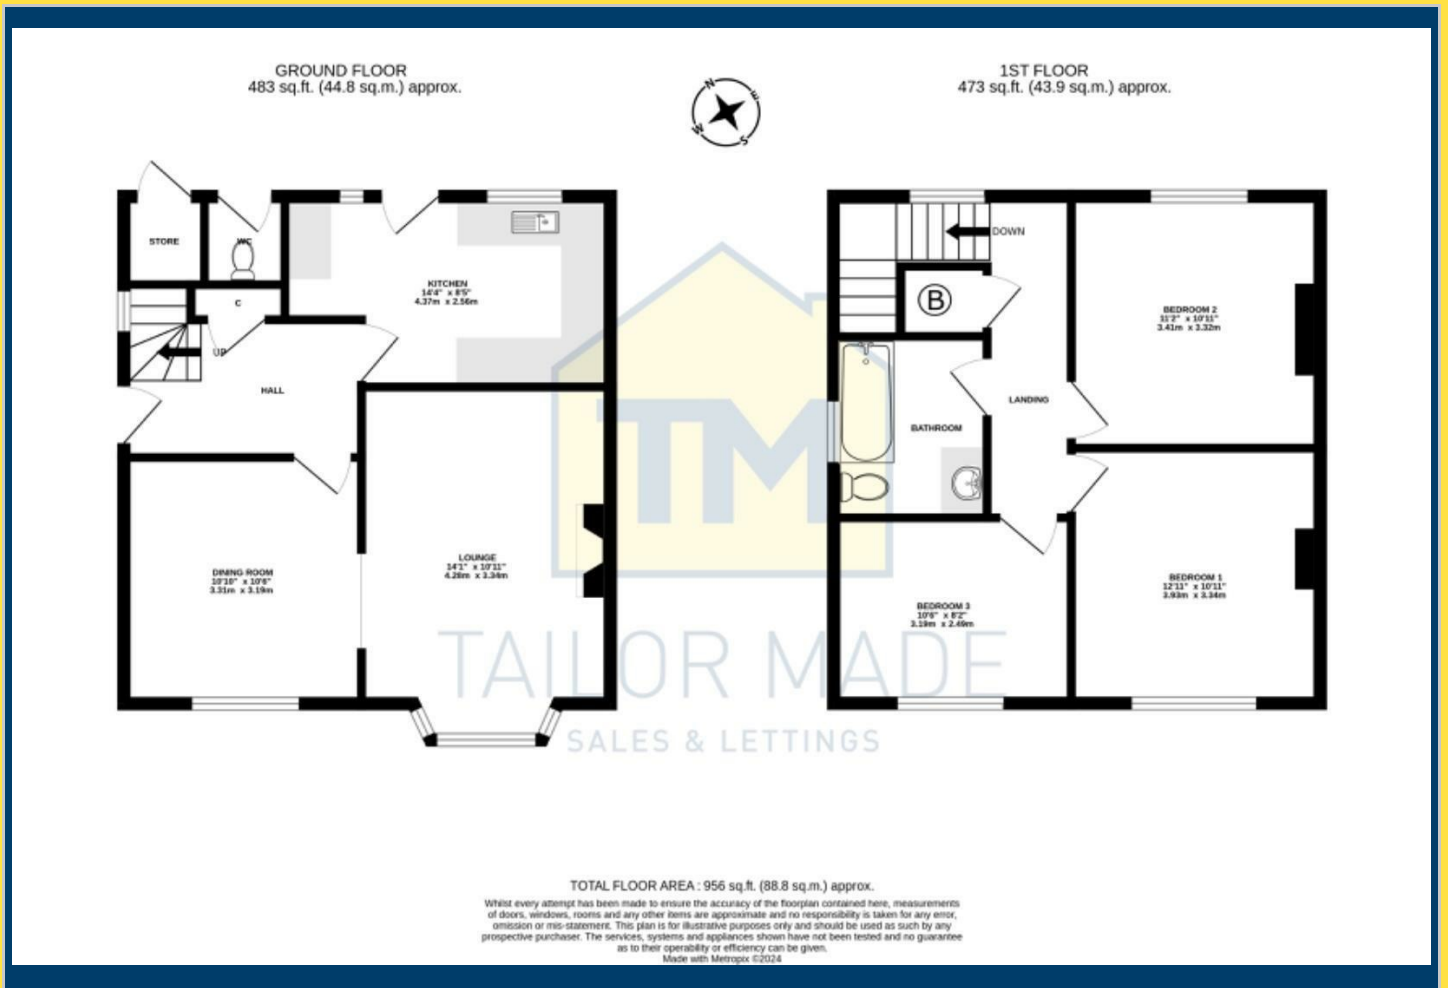 GROUND FLOOR
483 sq.ft. (44.8 sq.m.) approx.
1ST FLOOR
473 sq.ft. (43.9 sq.m.) approx.
N
E
S
W
STORE
WC
C
UP
HALL
KITCHEN
14'4" x 8'5"
4.37m x 2.56m
DINING ROOM
10'10" x 10'6"
3.31m x 3.19m
LOUNGE
14'1" x 10'11"
4.28m x 3.34m
DOWN
B
BEDROOM 2
11'2" x 10'11"
3.41m x 3.32m
LANDING
BATHROOM
BEDROOM 3
10'6" x 8'2"
3.19m x 2.49m
BEDROOM 1
12'11" x 10'11"
3.93m x 3.34m
TM
TAILOR MADE
SALES & LETTINGS
TOTAL FLOOR AREA : 956 sq.ft. (88.8 sq.m.) approx.
Whilst every attempt has been made to ensure the accuracy of the floorplan contained here, measurements
of doors, windows, rooms and any other items are approximate and no responsibility is taken for any error,
omission or mis-statement. This plan is for illustrative purposes only and should be used as such by any
prospective purchaser. The services, systems and appliances shown have not been tested and no guarantee
as to their operability or efficiency can be given.
Made with Metropix ©2024